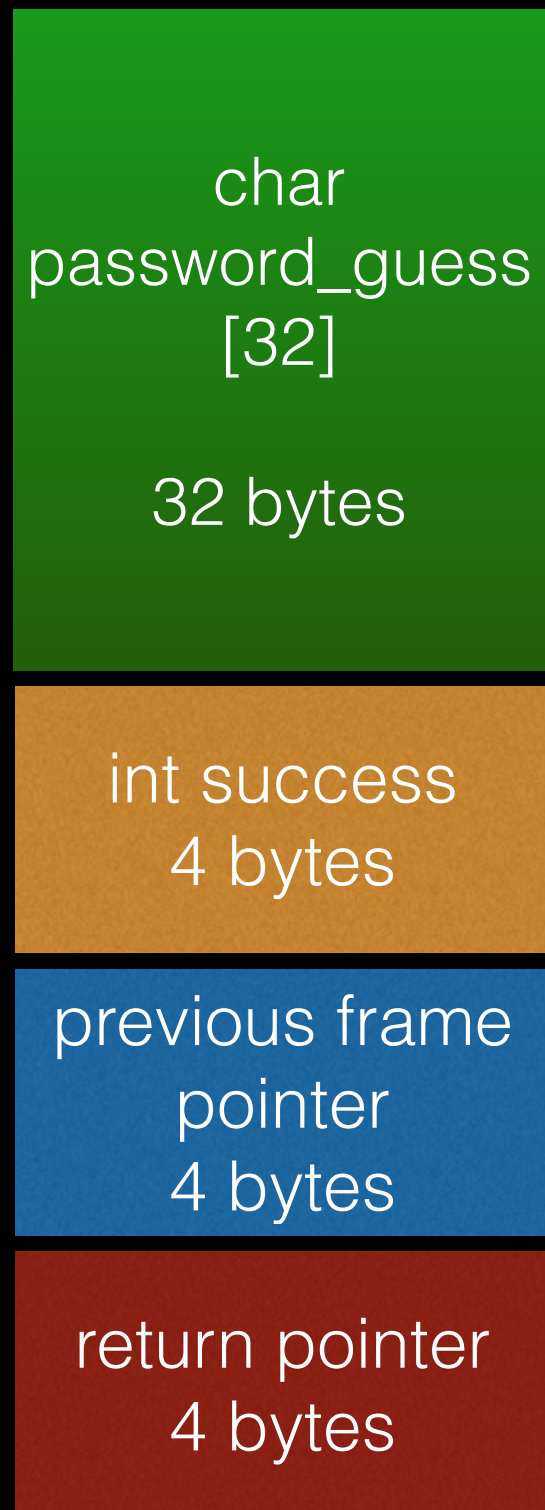 char
password_guess
[32]
32 bytes
int success
4 bytes
previous frame
pointer
4 bytes
return pointer
4 bytes